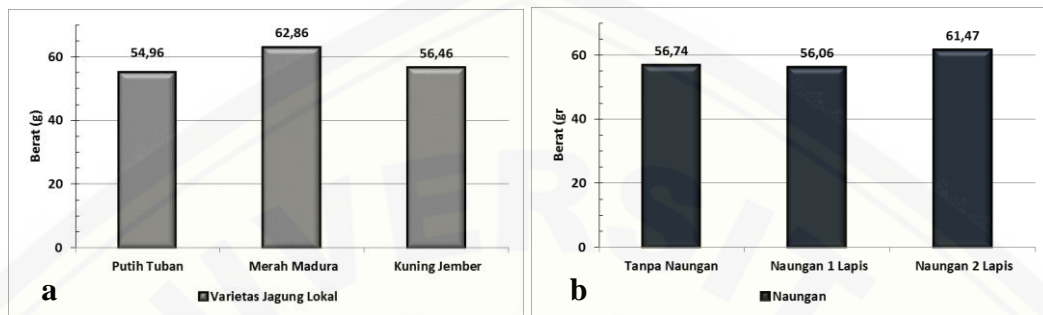 62,86
54,96
56,46
60
40
20
0
Berat (g)
Putih Tuban
Merah Madura
Kuning Jember
Varietas Jagung Lokal
a
61,47
56,74
56,06
60
40
20
0
Berat (gr
Tanpa Naungan
Naungan 1 Lapis
Naungan 2 Lapis
Naungan
b